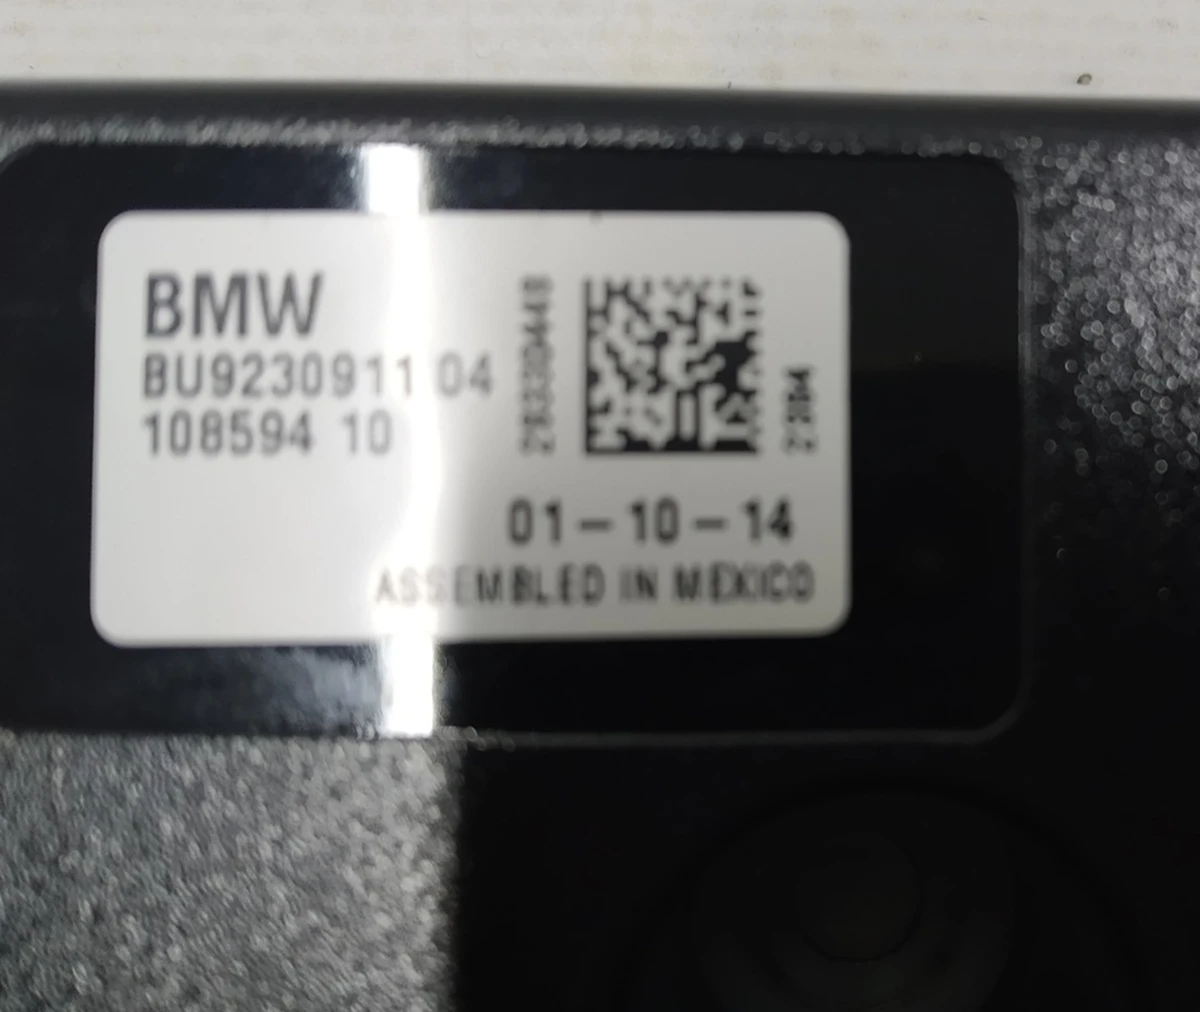 BMW
BU9230911 04
108594 10
01-10-14
ASSEMBLED IN MEXICO